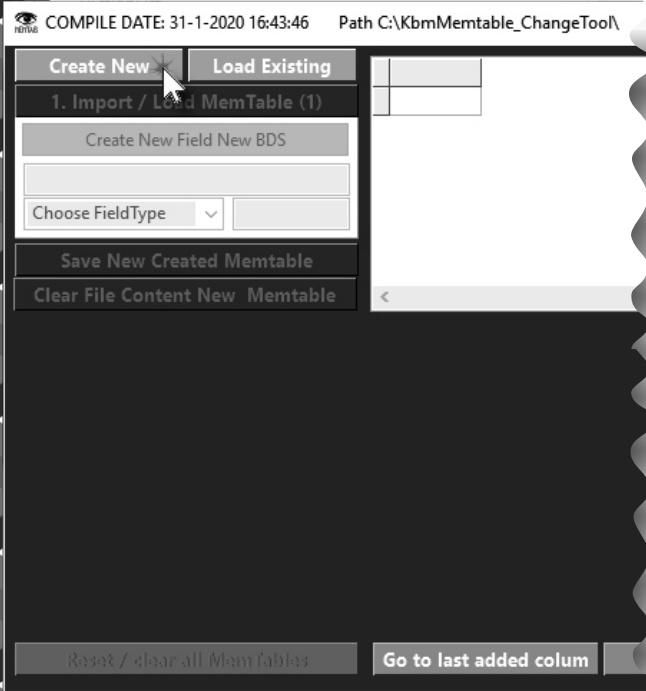 COMPILE DATE: 31-1-2020 16:43:46 Path C:\KbmMemtable_ChangeTool\
Create New Load Existing
1. Import / Load MemTable (1)
Create New Field New BDS
Choose FieldType
Save New Created Memtable
Clear File Content New Memtable
Reset / clear all MemTables Go to last added colum